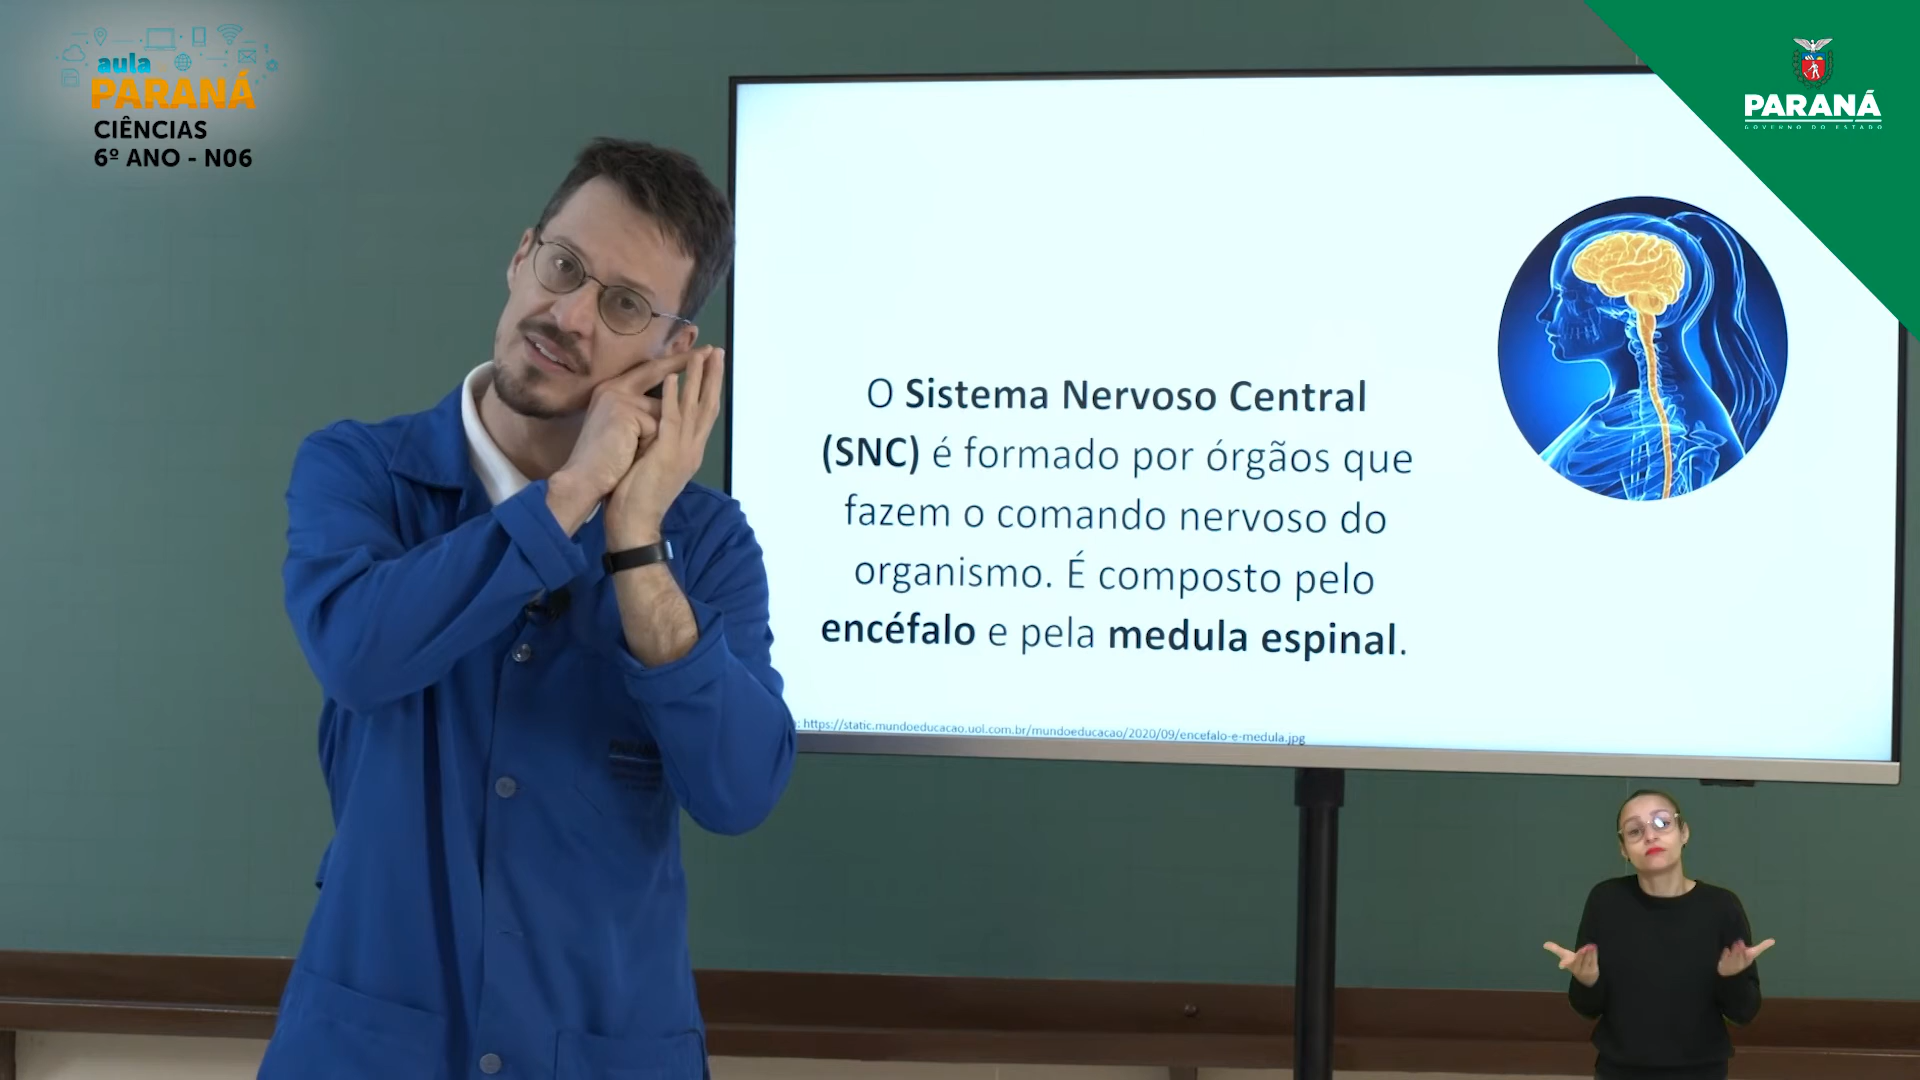 aula
PARANÁ
CIÊNCIAS
6º ANO - N06
PARANÁ
GOVERNO DO ESTADO
O Sistema Nervoso Central
(SNC) é formado por órgãos que
fazem o comando nervoso do
organismo. É composto pelo
encéfalo e pela medula espinal.
https://static.mundoeducacao.uol.com.br/mundoeducacao/2020/09/encefalo-e-medula.jpg